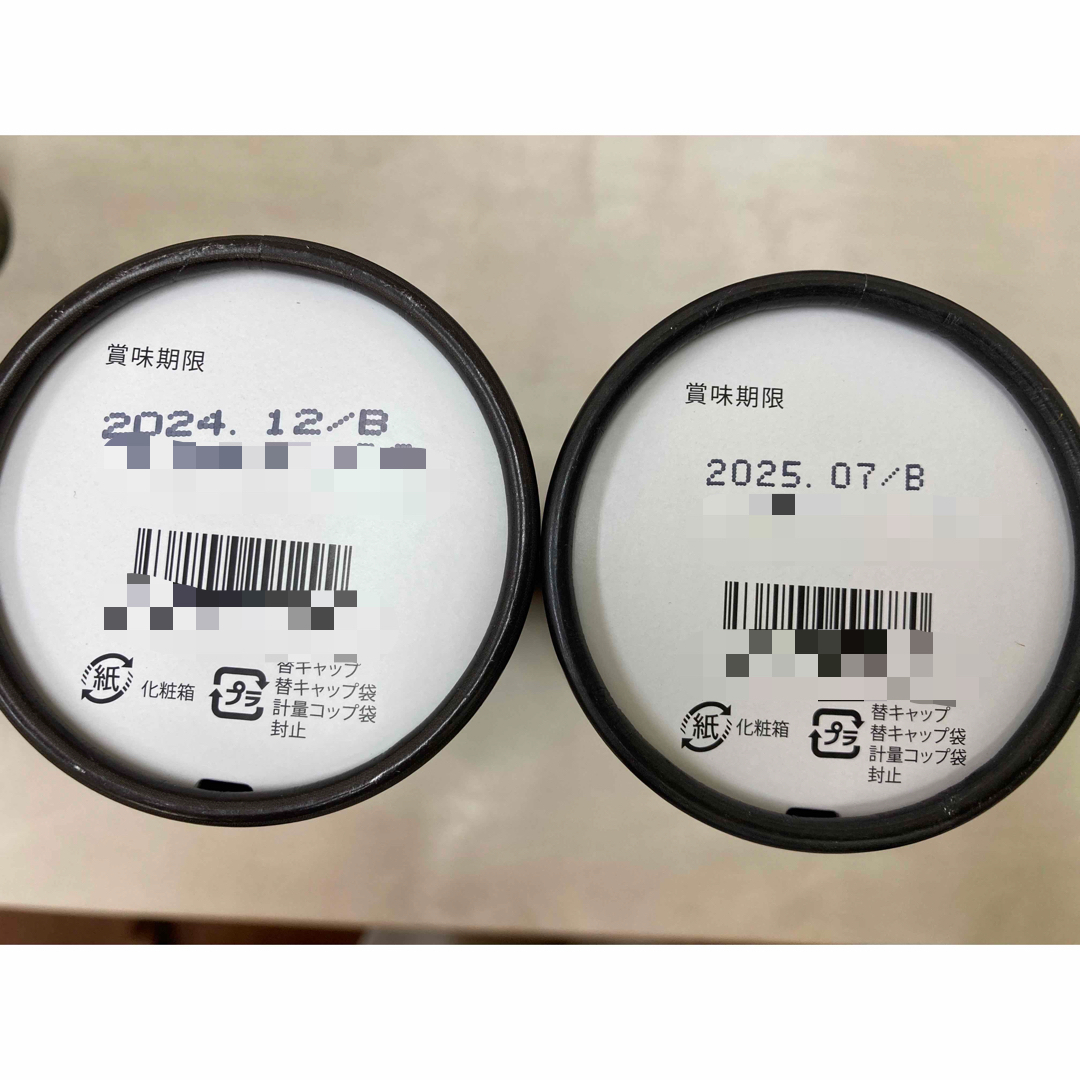 賞味期限
2024. 12/B
紙
化粧箱
プラ
替キャップ
替キャップ袋
計量コップ袋
封止
賞味期限
2025. 07/B
紙
化粧箱
プラ
替キャップ
替キャップ袋
計量コップ袋
封止